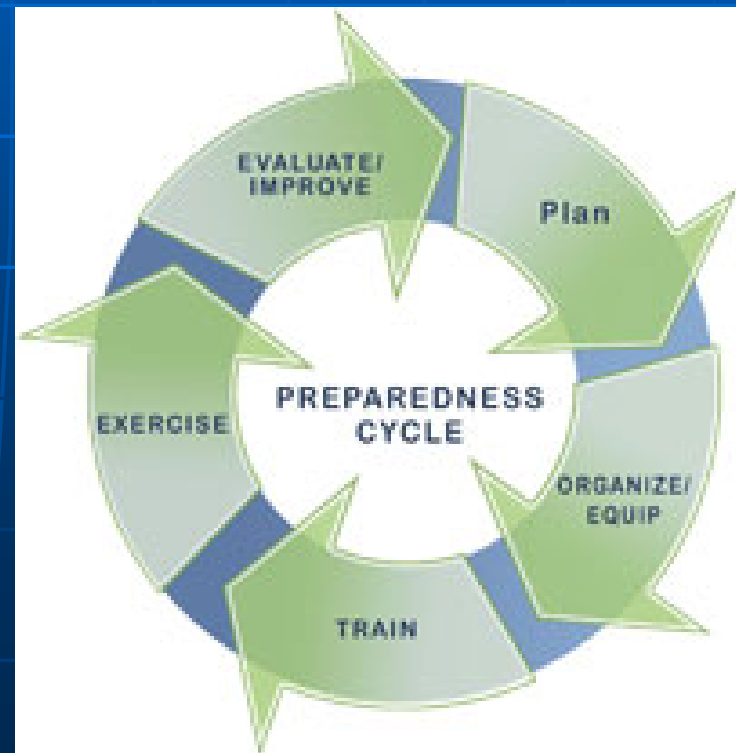 EVALUATE/
IMPROVE
Plan
PREPAREDNESS
CYCLE
EXERCISE
ORGANIZE/
EQUIP
TRAIN